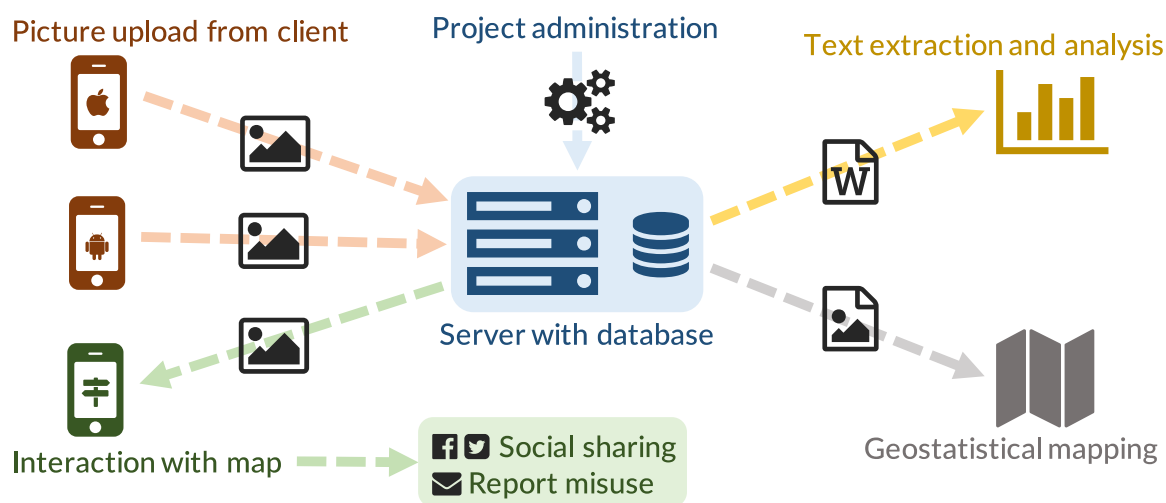 Picture upload from client
Project administration
Text extraction and analysis
W
Server with database
Interaction with map
Social sharing
Report misuse
Geostatistical mapping